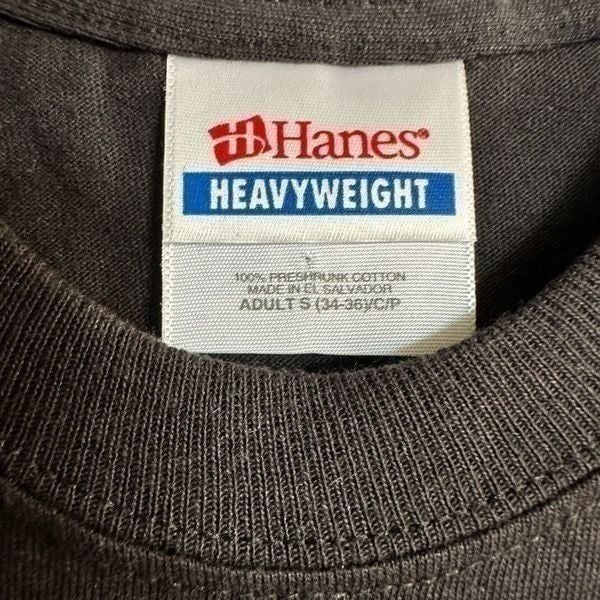 Hanes®
HEAVYWEIGHT
100% PRESHRUNK COTTON
MADE IN EL SALVADOR
ADULT S (34-36)/C/P